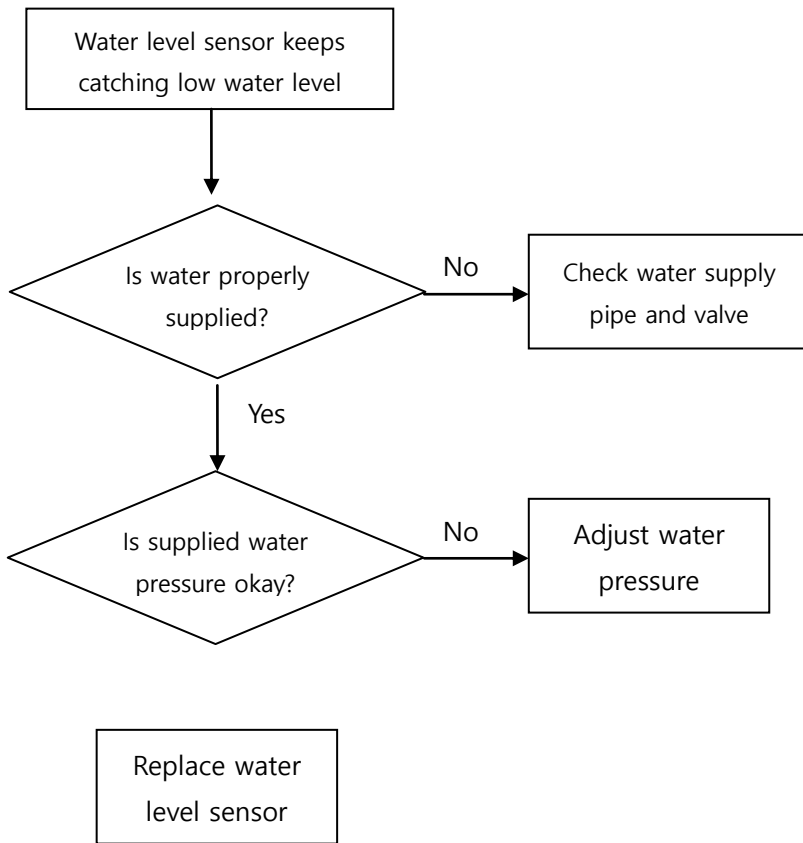 Water level sensor keeps
catching low water level
Is water properly
supplied?
No
Check water supply
pipe and valve
Yes
Is supplied water
pressure okay?
No
Adjust water
pressure
Replace water
level sensor